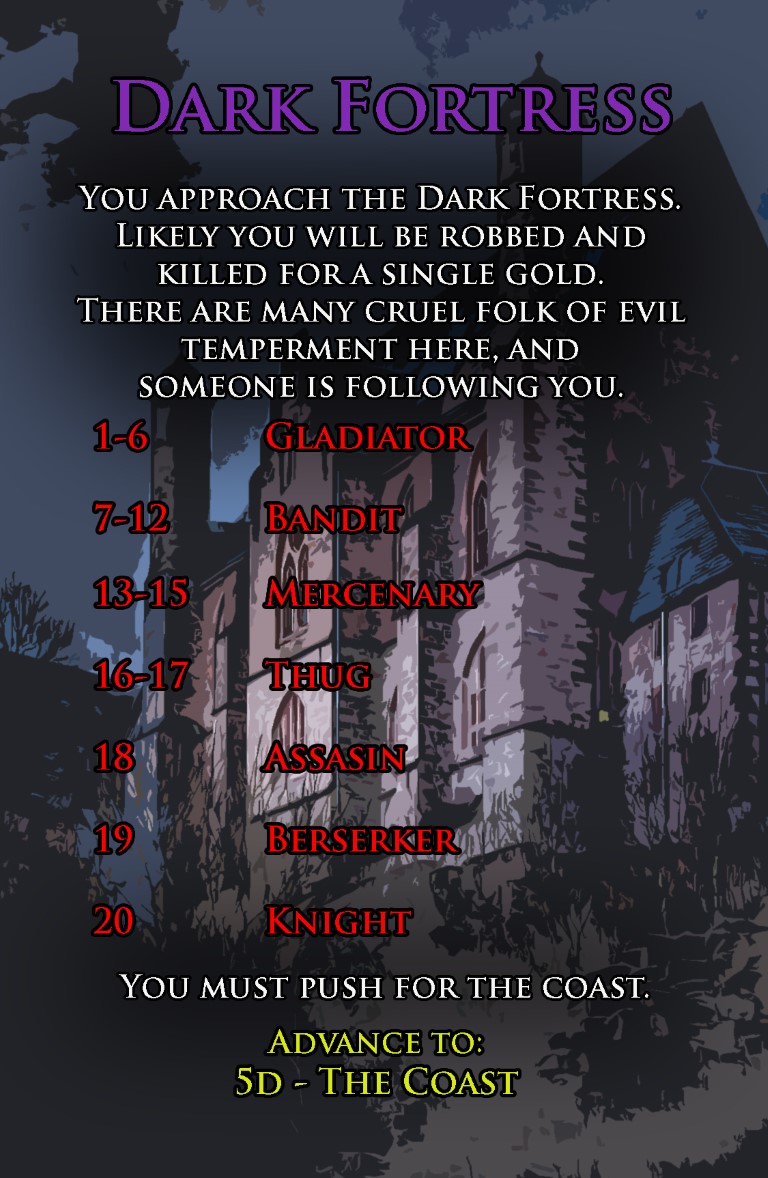 Dark Fortress
You approach the Dark Fortress.
Likely you will be robbed and
killed for a single gold.
There are many cruel folk of evil
temperment here, and
someone is following you.
1-6 Gladiator
7-12 Bandit
13-15 Mercenary
16-17 Thug
18 Assasin
19 Berserker
20 Knight
You must push for the coast.
Advance to:
5d - The Coast